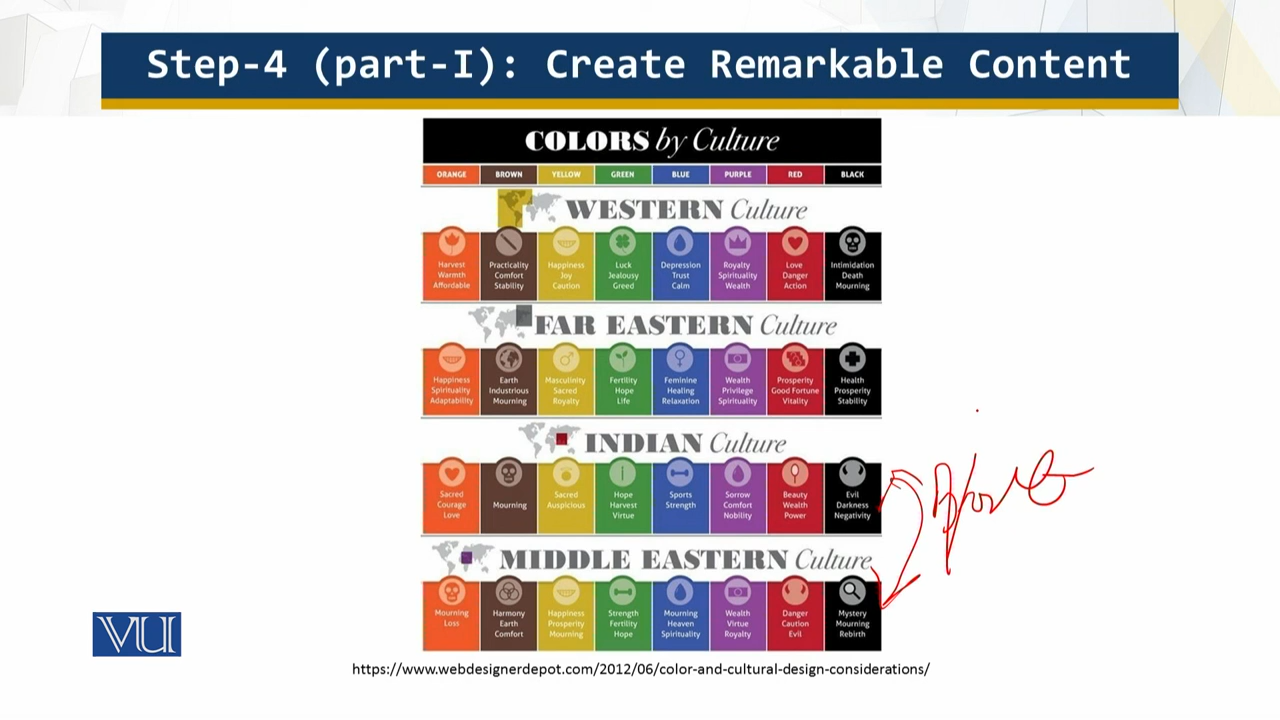 Step-4 (part-I): Create Remarkable Content
COLORS by Culture
ORANGE BROWN YELLOW GREEN BLUE PURPLE RED BLACK
WESTERN Culture
Harvest Practicality Happiness Luck Depression Royalty Love Intimidation
Warmth Comfort Joy Jealousy Trust Spirituality Danger Death
Affordable Stability Caution Greed Calm Wealth Action Mourning
FAR EASTERN Culture
Happiness Earth Masculinity Fertility Feminine Wealth Prosperity Health
Spirituality Industrious Sacred Hope Healing Privilege Good Fortune Prosperity
Adaptability Mourning Royalty Life Relaxation Spirituality Vitality Stability
INDIAN Culture
Sacred Sacred Hope Sports Sorrow Beauty Evil
Courage Mourning Auspicious Harvest Strength Comfort Wealth Darkness
Love Virtue Nobility Power Negativity
MIDDLE EASTERN Culture
Mourning Harmony Happiness Strength Mourning Wealth Danger Mystery
Loss Earth Prosperity Fertility Heaven Virtue Caution Mourning
Comfort Mourning Hope Spirituality Royalty Evil Rebirth
VU
https://www.webdesignerdepot.com/2012/06/color-and-cultural-design-considerations/